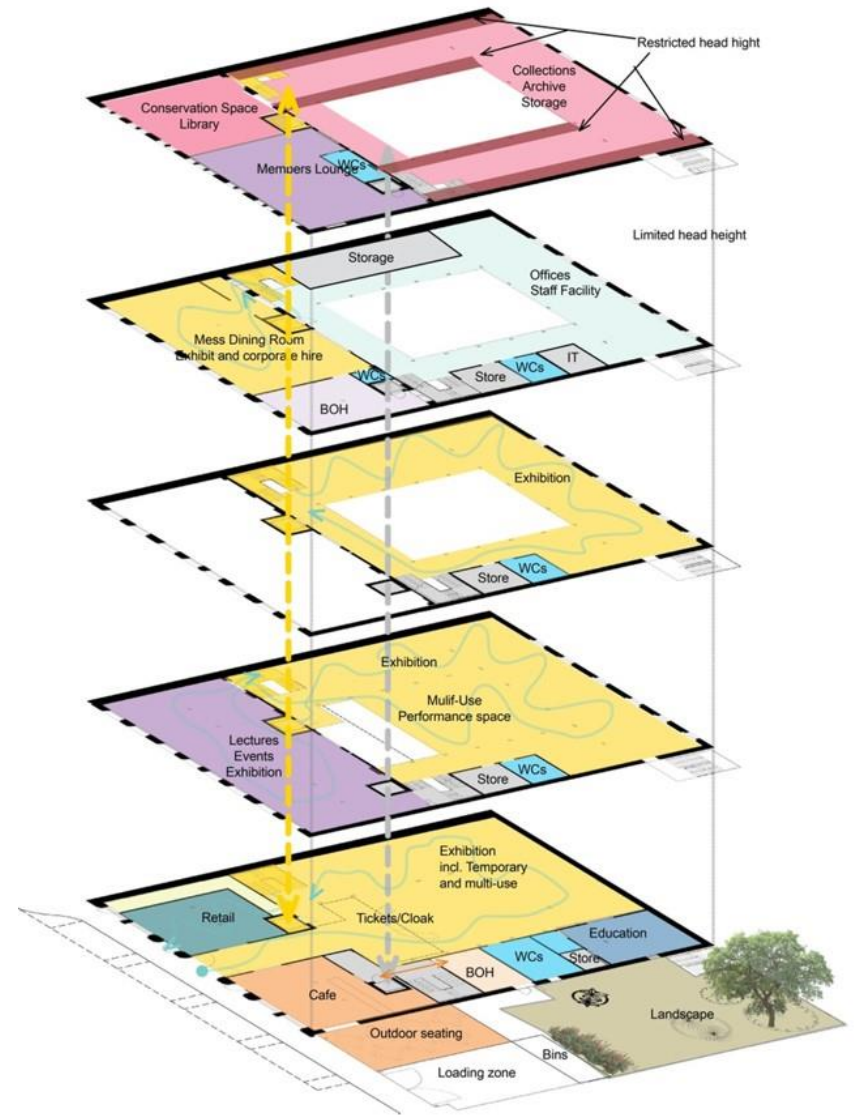 Restricted head hight
Collections
Archive
Storage
Conservation Space
Library
Members Lounge
WCs
Limited head height
Storage
Offices
Staff Facility
Mess Dining Room
Exhibit and corporate hire
WCs
BOH
Store
WCs
IT
Exhibition
Store
WCs
Exhibition
Mulif-Use
Performance space
Lectures
Events
Exhibition
Store
WCs
Exhibition
incl. Temporary
and multi-use
Retail
Tickets/Cloak
Education
WCs
Store
BOH
Cafe
Outdoor seating
Landscape
Bins
Loading zone